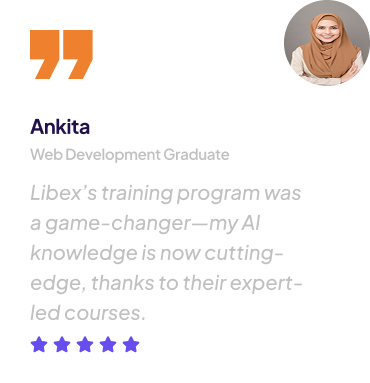 Ankita
Web Development Graduate
Libex's training program was
a game-changer—my AI
knowledge is now cutting-
edge, thanks to their expert-
led courses.